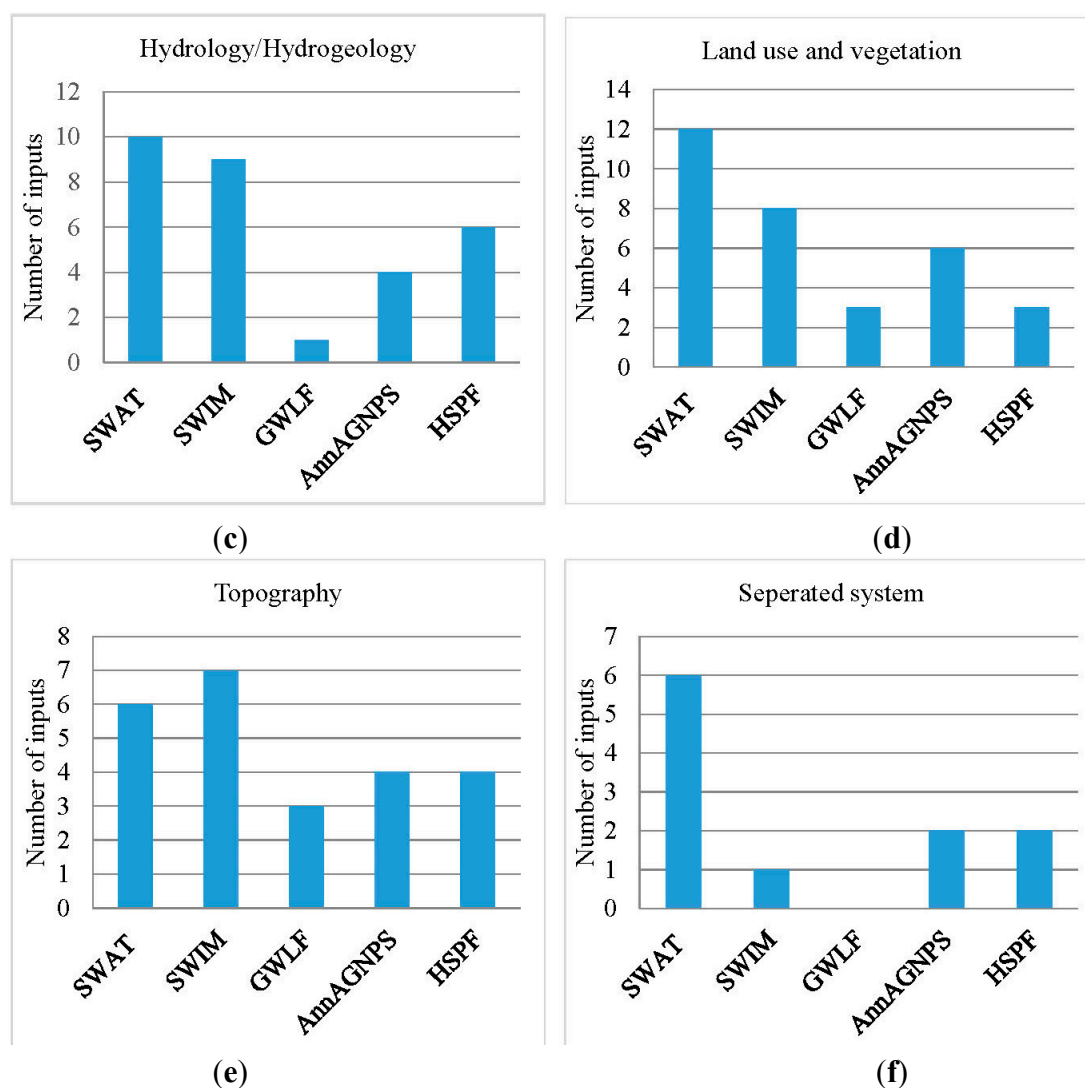 Hydrology/Hydrogeology
Number of inputs
12
10
8
6
4
2
0
SWAT
SWIM
GWLF
AnnAGNPS
HSPF
(c)
Land use and vegetation
Number of inputs
14
12
10
8
6
4
2
0
SWAT
SWIM
GWLF
AnnAGNPS
HSPF
(d)
Topography
Number of inputs
8
7
6
5
4
3
2
1
0
SWAT
SWIM
GWLF
AnnAGNPS
HSPF
(e)
Seperated system
Number of inputs
7
6
5
4
3
2
1
0
SWAT
SWIM
GWLF
AnnAGNPS
HSPF
(f)